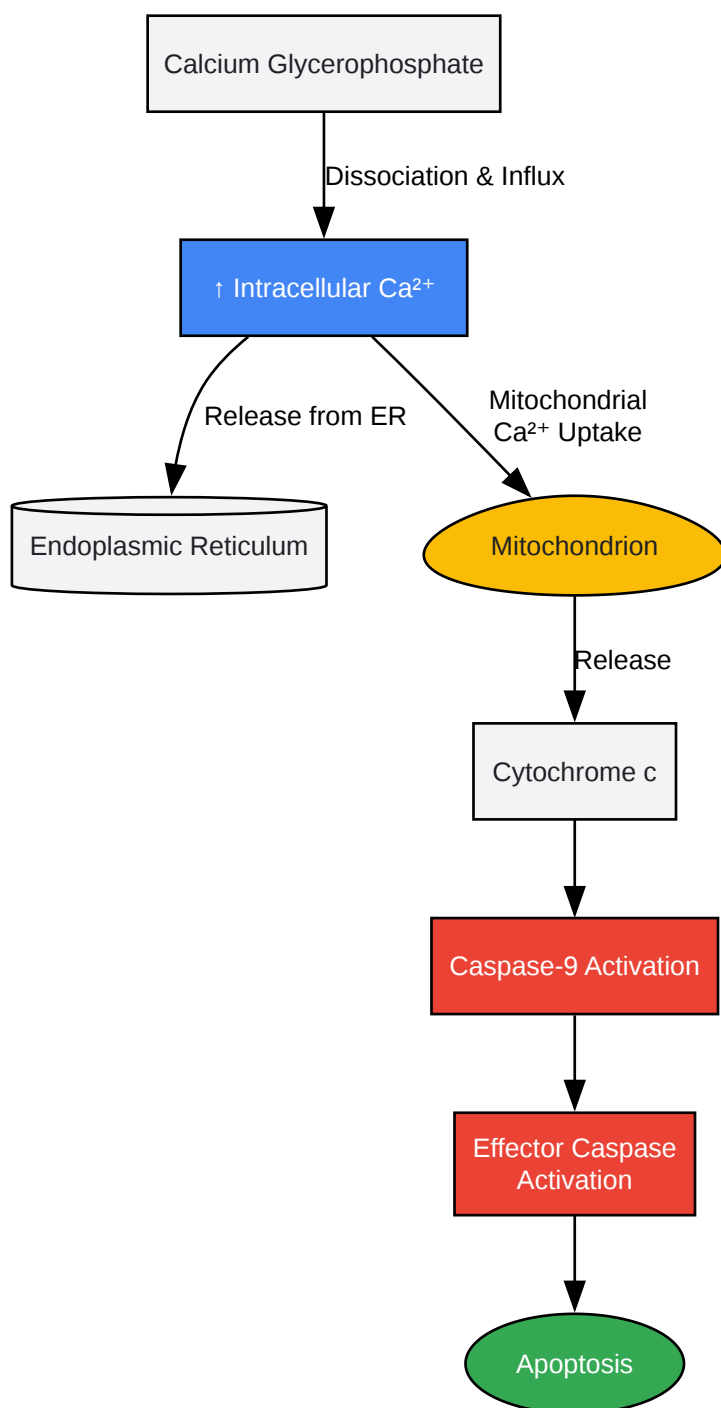 Calcium Glycerophosphate
Dissociation & Influx
↑ Intracellular Ca²⁺
Release from ER
Mitochondrial
Ca²⁺ Uptake
Endoplasmic Reticulum
Mitochondrion
Release
Cytochrome c
Caspase-9 Activation
Effector Caspase
Activation
Apoptosis